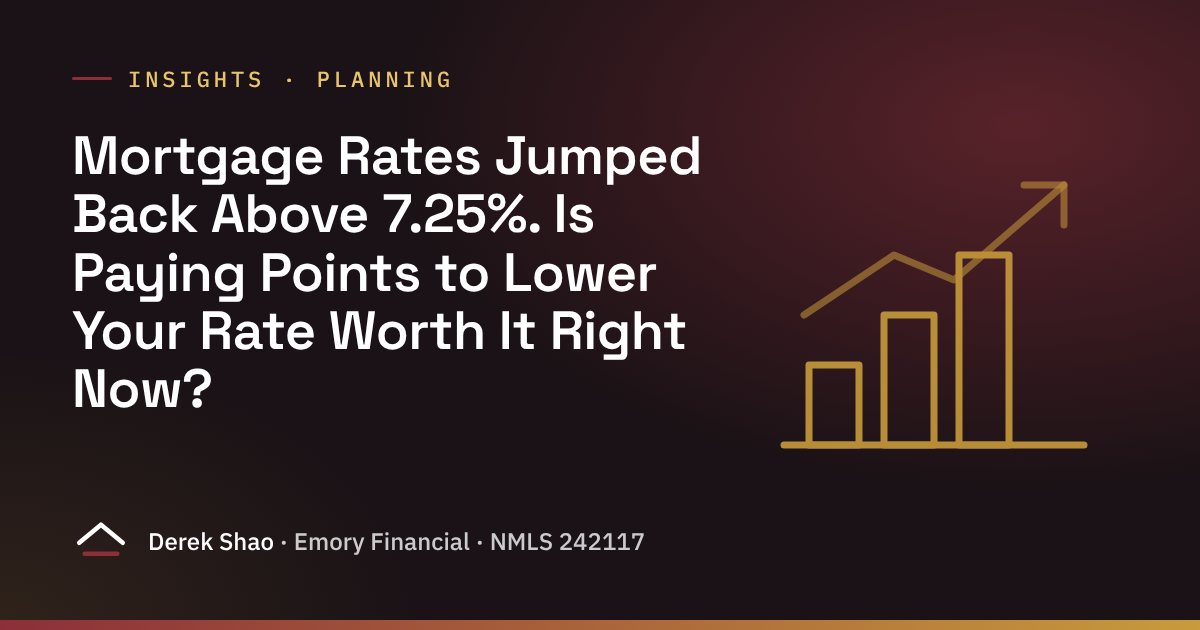 INSIGHTS · PLANNING
Mortgage Rates Jumped
Back Above 7.25%. Is
Paying Points to Lower
Your Rate Worth It Right
Now?
Derek Shao · Emory Financial · NMLS 242117